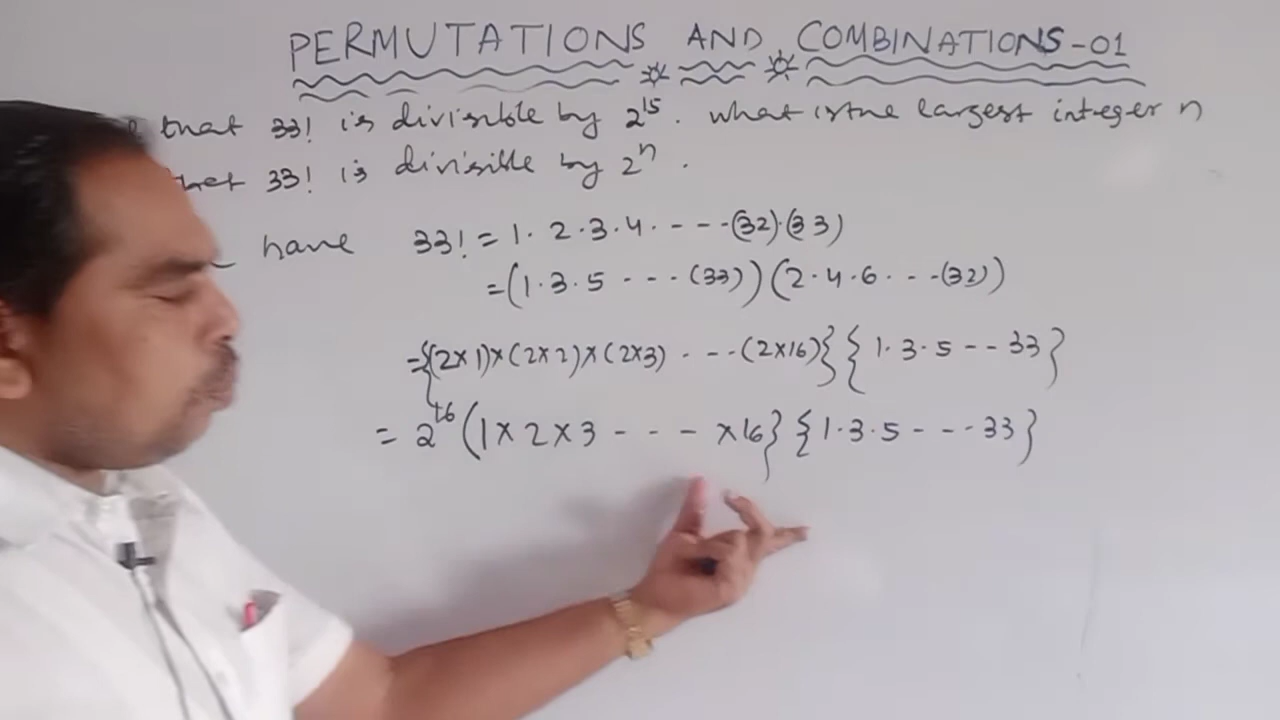 PERMUTATIONS AND COMBINATIONS-01
that 33! is divisible by 2^15. what is the largest integer n
33! is divisible by 2^n.
have 33! = 1·2·3·4·---·(32)·(33)
= (1·3·5 --- (33)) (2·4·6·---(32))
= {(2×1)×(2×2)×(2×3) ·---(2×16)} {1·3·5 -- 33}
= 2^16 (1×2×3 --- ×16} {1·3·5 --- 33}